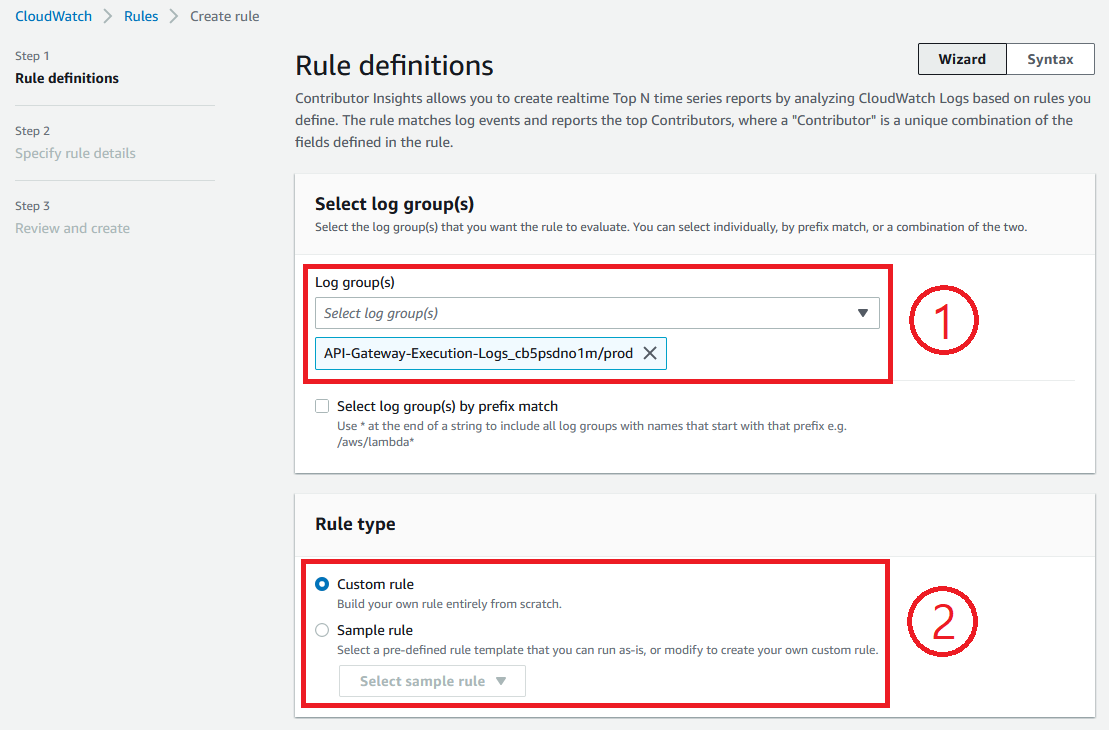 CloudWatch > Rules > Create rule
Step 1
Rule definitions
Step 2
Specify rule details
Step 3
Review and create
Rule definitions
Wizard
Syntax
Contributor Insights allows you to create realtime Top N time series reports by analyzing CloudWatch Logs based on rules you
define. The rule matches log events and reports the top Contributors, where a "Contributor" is a unique combination of the
fields defined in the rule.
Select log group(s)
Select the log group(s) that you want the rule to evaluate. You can select individually, by prefix match, or a combination of the two.
Log group(s)
Select log group(s)
API-Gateway-Execution-Logs_cb5psdno1m/prod
1
Select log group(s) by prefix match
Use * at the end of a string to include all log groups with names that start with that prefix e.g.
/aws/lambda*
Rule type
Custom rule
Build your own rule entirely from scratch.
Sample rule
Select a pre-defined rule template that you can run as-is, or modify to create your own custom rule.
Select sample rule
2